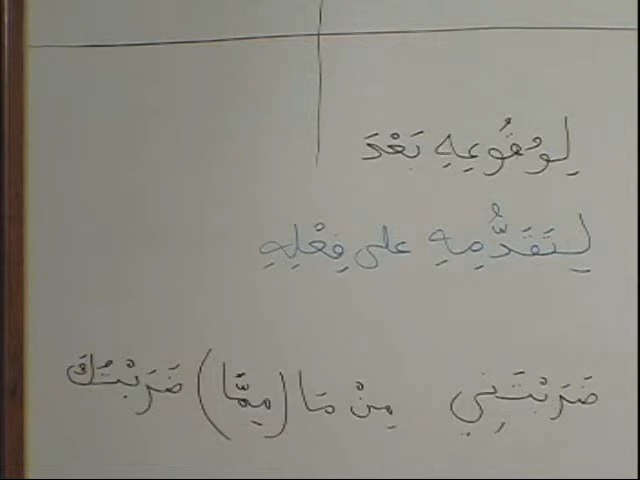 لِوُقُوعِهِ بَعْدَ
لِتَقَدُّمِهِ على فِعْلِهِ
ضَرَبْتَنِي مِنْ مَا (مِمَّا) ضَرَبْتُكَ